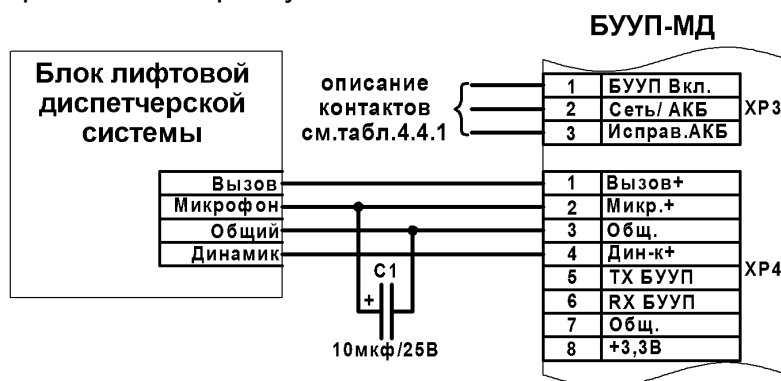 БУУП-МД
Блок лифтовой
диспетчерской
системы
описание
контактов
см.табл.4.4.1
1 БУУП Вкл.
2 Сеть/ АКБ
3 Исправ.АКБ
XP3
Вызов
Микрофон
Общий
Динамик
1 Вызов+
2 Микр.+
3 Общ.
4 Дин-к+
5 TX БУУП
6 RX БУУП
7 Общ.
8 +3,3В
XP4
C1
+
10мкф/25В